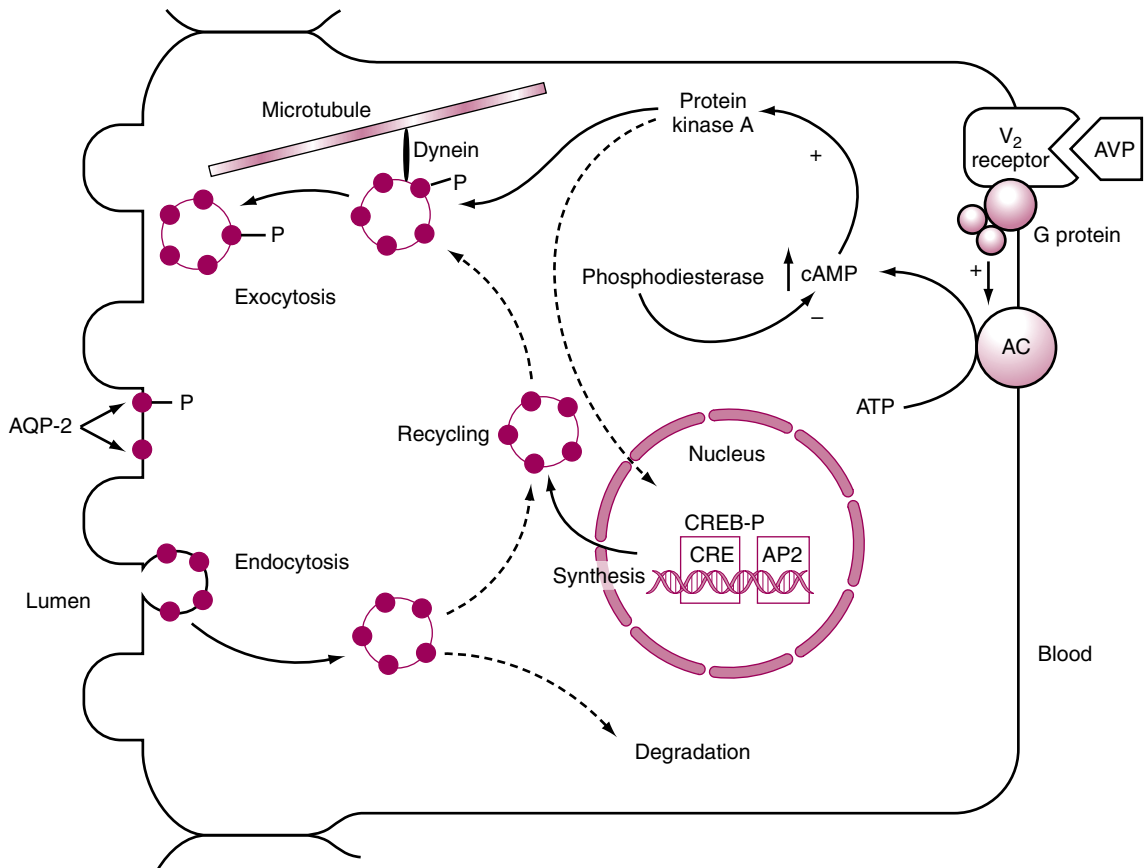 Microtubule
Protein
kinase A
V2
receptor
AVP
Dynein
P
+
P
G protein
Exocytosis
Phosphodiesterase
cAMP
+
–
AC
AQP-2
P
ATP
Recycling
Nucleus
CREB-P
CRE
AP2
Endocytosis
Synthesis
Lumen
Blood
Degradation